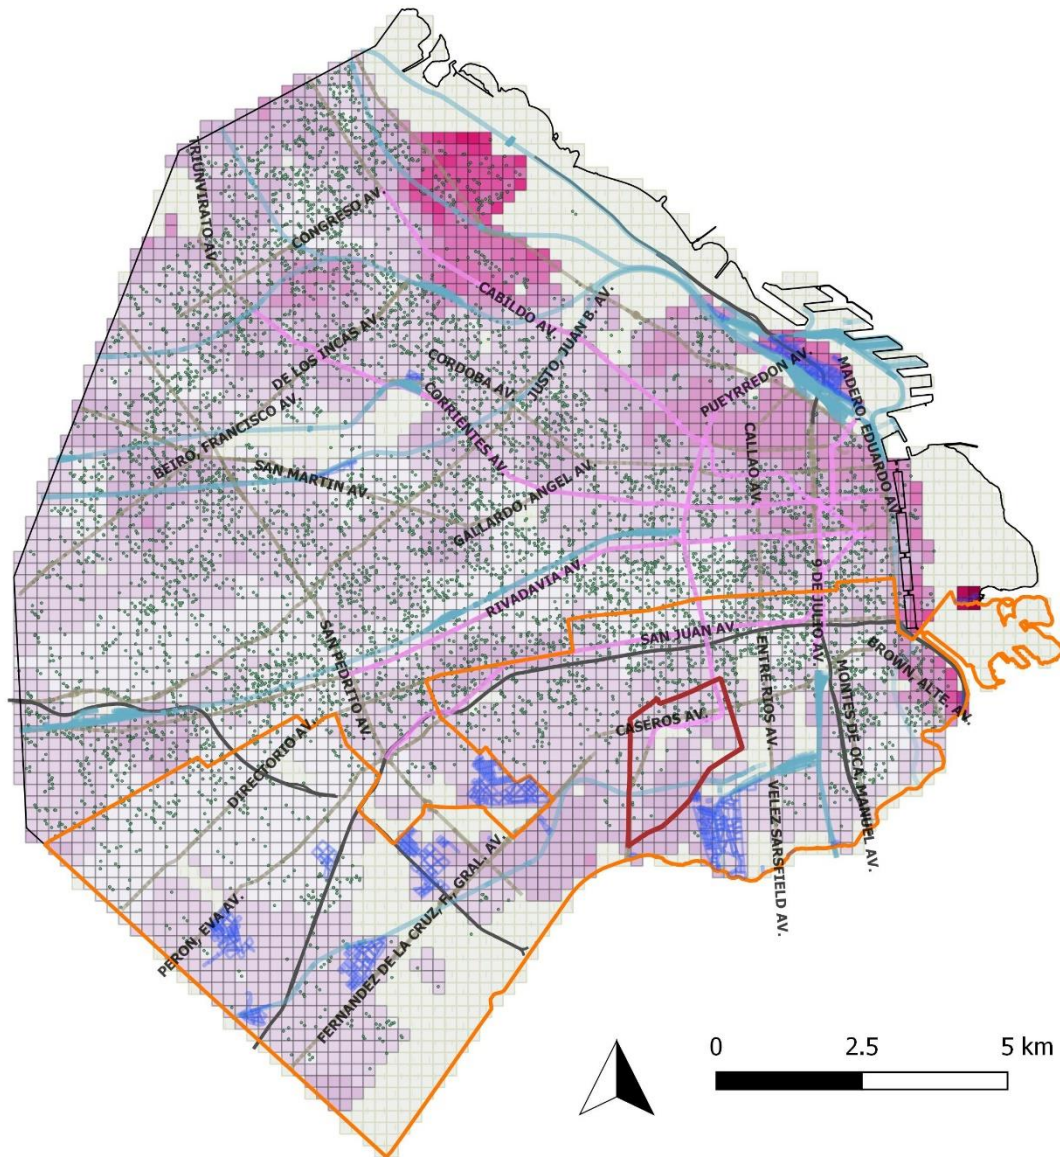 TRIUNVIRATO AV.
CONGRESO AV.
CABILDO AV.
JUSTO, JUAN B. AV.
DE LOS INCAS AV.
CORDOBA AV.
PUEYRREDON AV.
MADERO, EDUARDO AV.
CORRIENTES AV.
BEIRO, FRANCISCO AV.
CALLAO AV.
SAN MARTIN AV.
GALLARDO, ANGEL AV.
RIVADAVIA AV.
9 DE JULIO AV.
SAN PEDRITO AV.
SAN JUAN AV.
ENTRE RIOS AV.
BROWN, ALTE. AV.
MONTES DE OCA, MANUEL AV.
CASEROS AV.
DIRECTORIO AV.
VELEZ SARSFIELD AV.
PERON, EVA AV.
FERNANDEZ DE LA CRUZ, F., GRAL. AV.
0 2.5 5 km